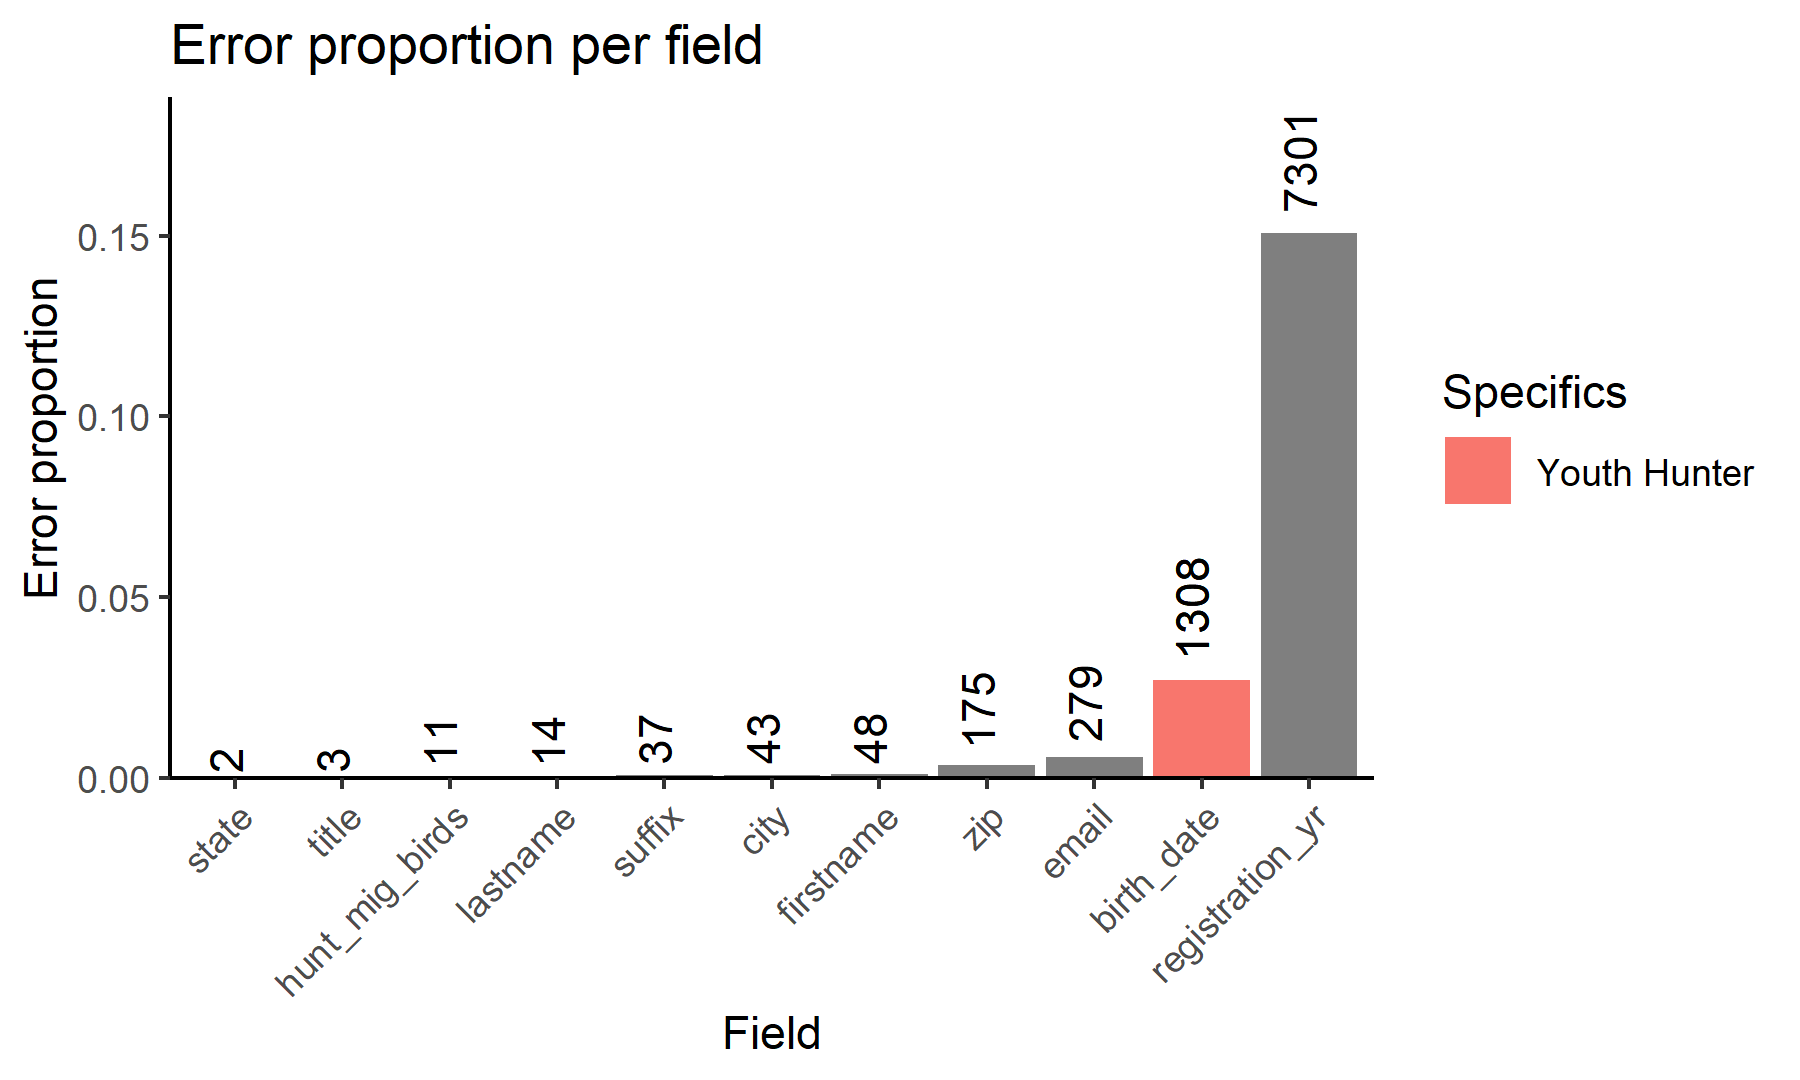 Error proportion per field
Error proportion
0.15
0.10
0.05
0.00
2
3
11
14
37
43
48
175
279
1308
7301
state
title
hunt_mig_birds
lastname
suffix
city
firstname
zip
email
birth_date
registration_yr
Field
Specifics
Youth Hunter